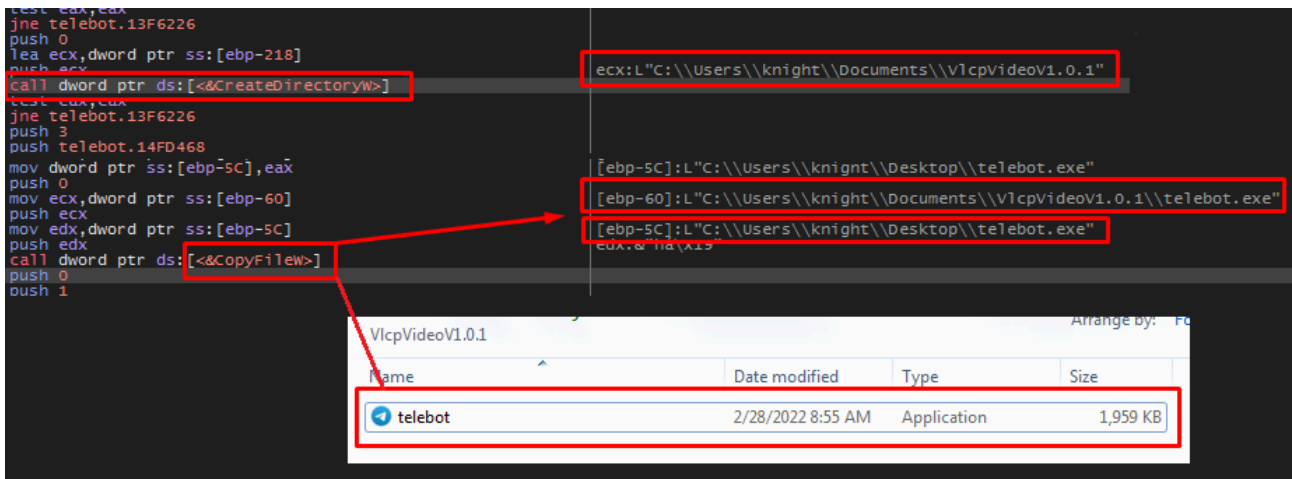 test eax,eax
jne telebot.13F6226
push 0
lea ecx,dword ptr ss:[ebp-218]
push ecx ecx:L"C:\\Users\\knight\\Documents\\VlcpVideoV1.0.1"
call dword ptr ds:[<&CreateDirectoryW>]
test eax,eax
jne telebot.13F6226
push 3
push telebot.14FD468
mov dword ptr ss:[ebp-5C],eax [ebp-5C]:L"C:\\Users\\knight\\Desktop\\telebot.exe"
push 0
mov ecx,dword ptr ss:[ebp-60] [ebp-60]:L"C:\\Users\\knight\\Documents\\VlcpVideoV1.0.1\\telebot.exe"
push ecx
mov edx,dword ptr ss:[ebp-5C] [ebp-5C]:L"C:\\Users\\knight\\Desktop\\telebot.exe"
push edx edx:&"ha\x19"
call dword ptr ds:[<&CopyFileW>]
push 0
push 1
VlcpVideoV1.0.1 Arrange by:
Name Date modified Type Size
telebot 2/28/2022 8:55 AM Application 1,959 KB